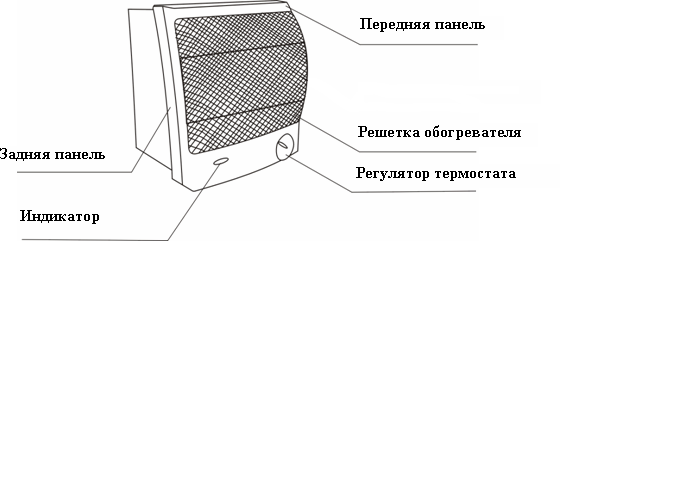 Передняя панель
Решетка обогревателя
Задняя панель
Регулятор термостата
Индикатор